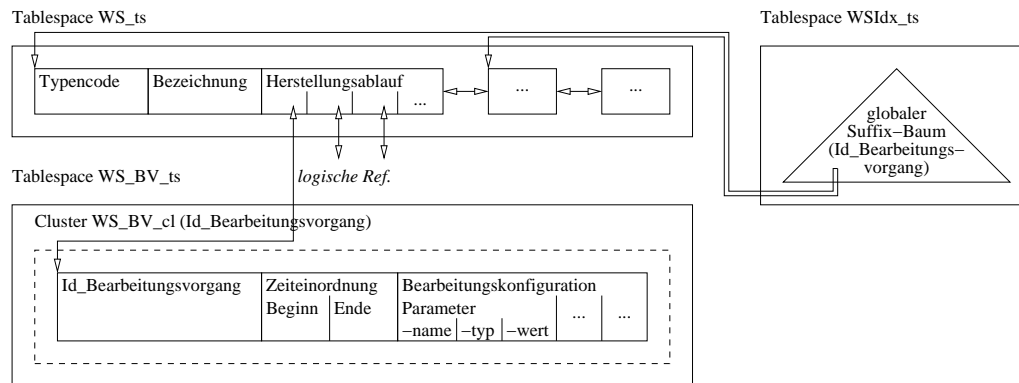 Tablespace WS_ts
Tablespace WSIdx_ts
Typencode
Bezeichnung
Herstellungsablauf
...
...
...
globaler
Suffix−Baum
(Id_Bearbeitungs−
vorgang)
logische Ref.
Tablespace WS_BV_ts
Cluster WS_BV_cl (Id_Bearbeitungsvorgang)
Id_Bearbeitungsvorgang
Zeiteinordnung
Beginn
Ende
Bearbeitungskonfiguration
Parameter
−name
−typ
−wert
...
...